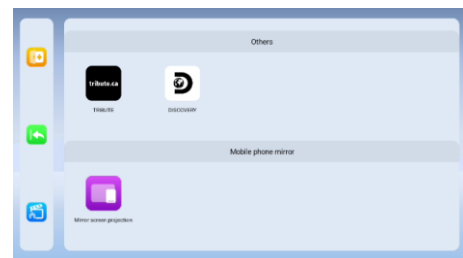 Others
tribute.ca
TRIBUTE
DISCOVERY
Mobile phone mirror
Mirror screen projection